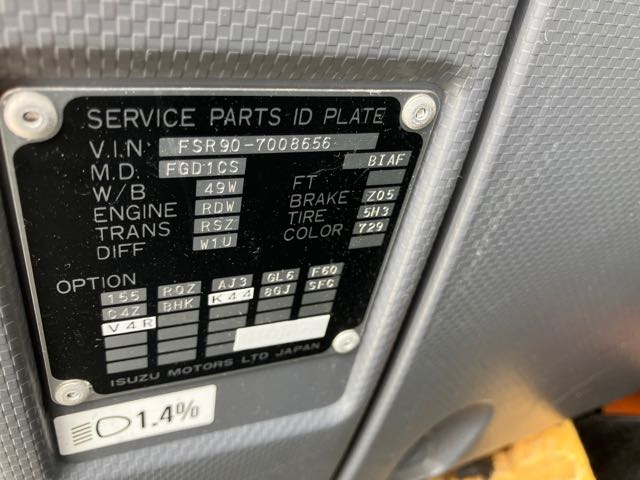 SERVICE PARTS ID PLATE
V.I.N. FSR90-7008656
M.D. FGD1CS BIAF
W/B 49W FT
ENGINE RDW BRAKE Z05
TRANS RSZ TIRE 5H3
DIFF W1U COLOR 729
OPTION
155 RQZ AJ3 GL6 F60
C4Z BHK K44 8GJ SFC
V4R
ISUZU MOTORS LTD JAPAN
1.4%